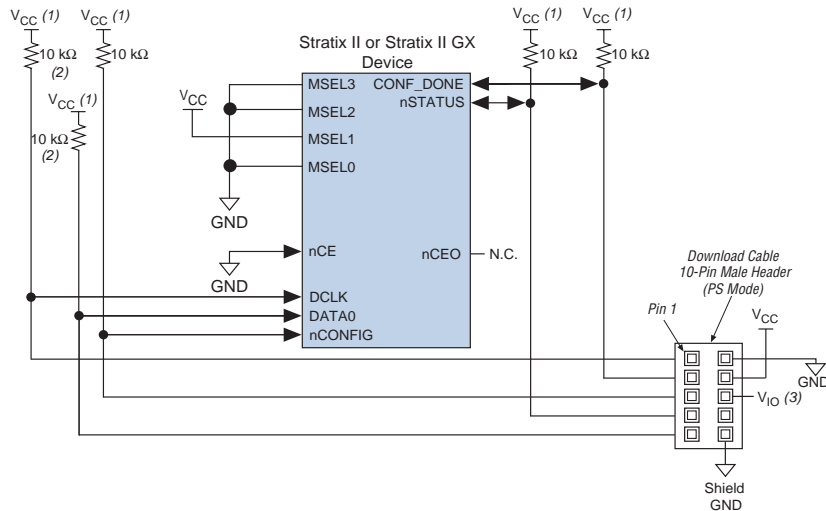 VCC (1)
VCC (1)
10 kΩ
(2)
10 kΩ
VCC (1)
10 kΩ
(2)
VCC
Stratix II or Stratix II GX
Device
VCC (1)
VCC (1)
10 kΩ
10 kΩ
MSEL3
CONF_DONE
nSTATUS
MSEL2
MSEL1
MSEL0
GND
nCE
nCEO
N.C.
GND
DCLK
DATA0
nCONFIG
Download Cable
10-Pin Male Header
(PS Mode)
Pin 1
VCC
GND
VIO (3)
Shield
GND